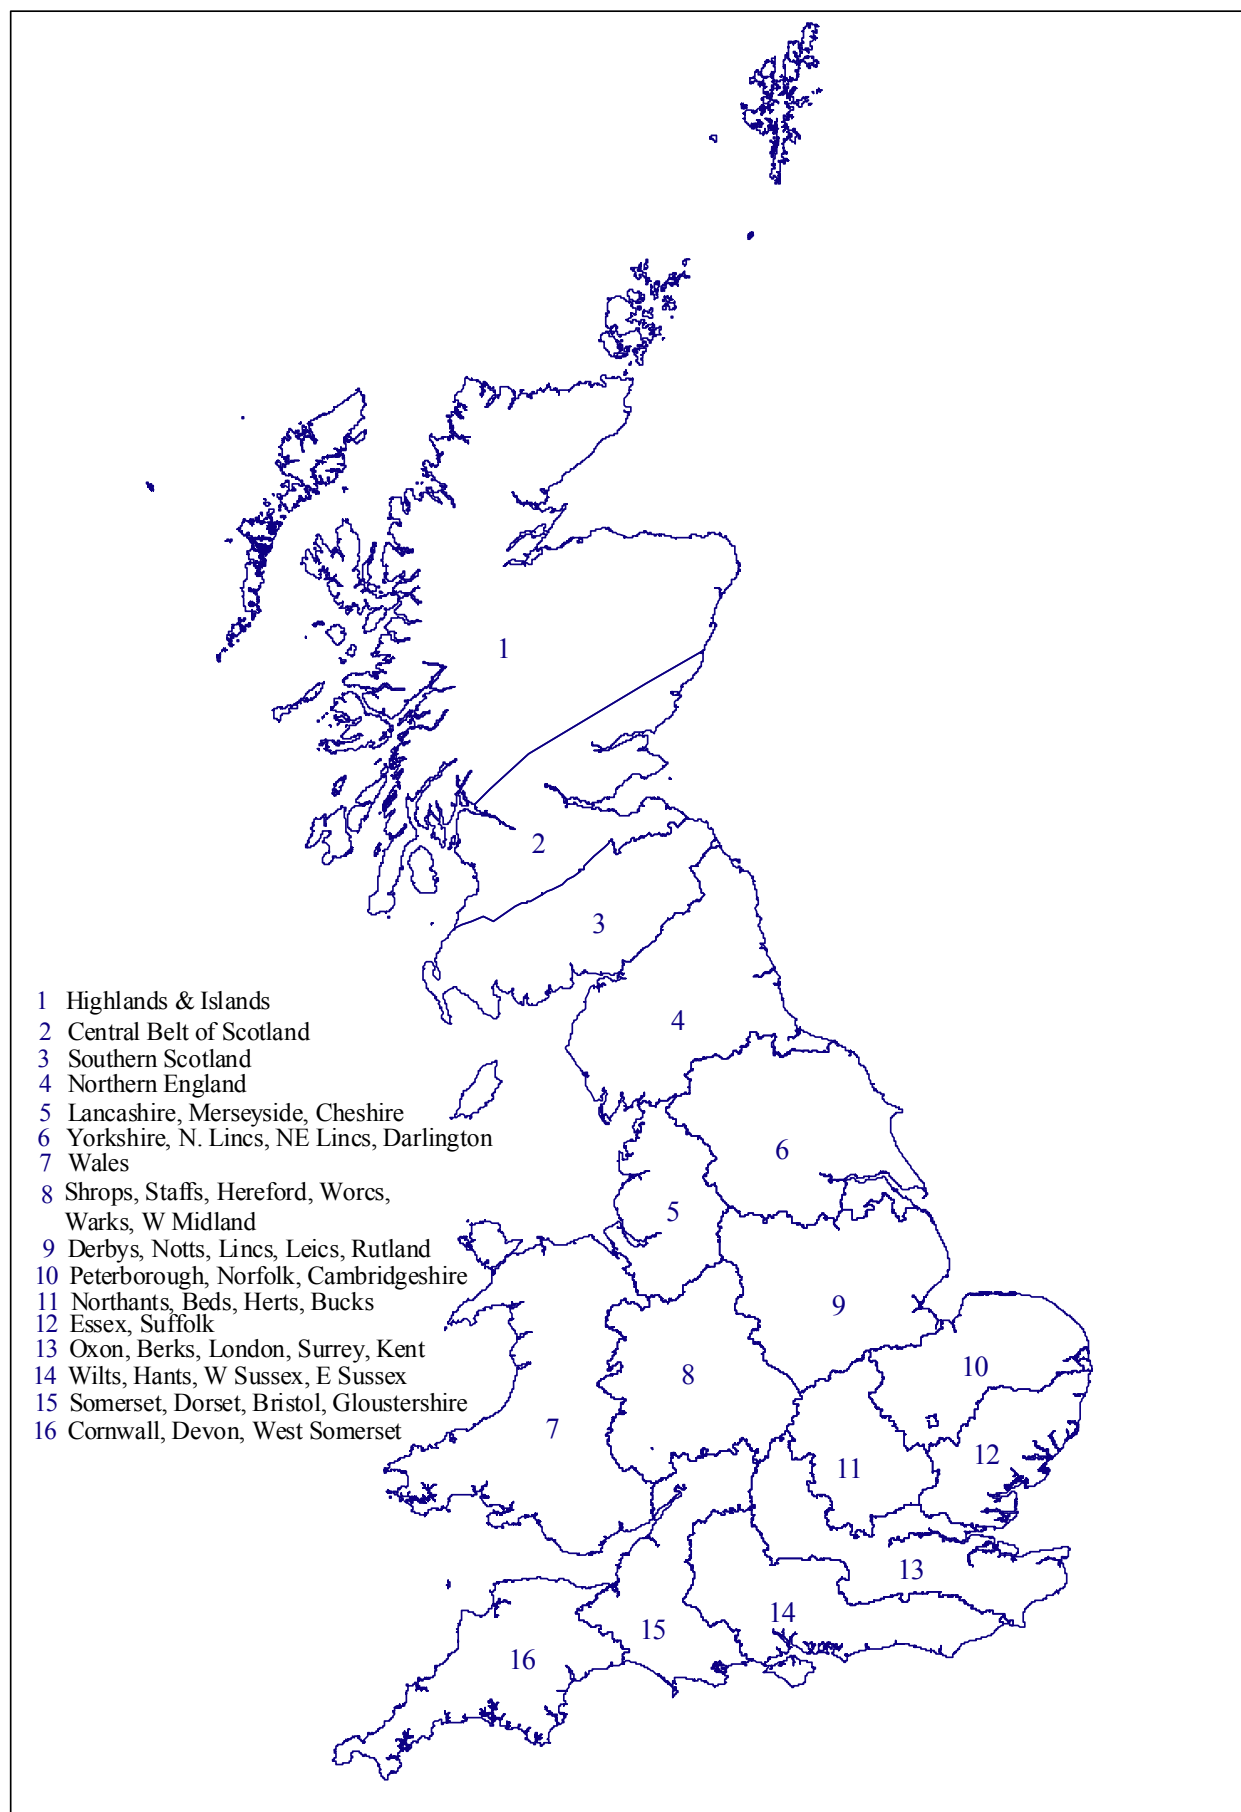 1
2
3
4
1 Highlands & Islands
2 Central Belt of Scotland
3 Southern Scotland
4 Northern England
5 Lancashire, Merseyside, Cheshire
6 Yorkshire, N. Lincs, NE Lincs, Darlington
7 Wales
8 Shrops, Staffs, Hereford, Worcs,
Warks, W Midland
9 Derbys, Notts, Lincs, Leics, Rutland
10 Peterborough, Norfolk, Cambridgeshire
11 Northants, Beds, Herts, Bucks
12 Essex, Suffolk
13 Oxon, Berks, London, Surrey, Kent
14 Wilts, Hants, W Sussex, E Sussex
15 Somerset, Dorset, Bristol, Gloustershire
16 Cornwall, Devon, West Somerset
6
5
9
10
8
7
12
11
13
14
15
16